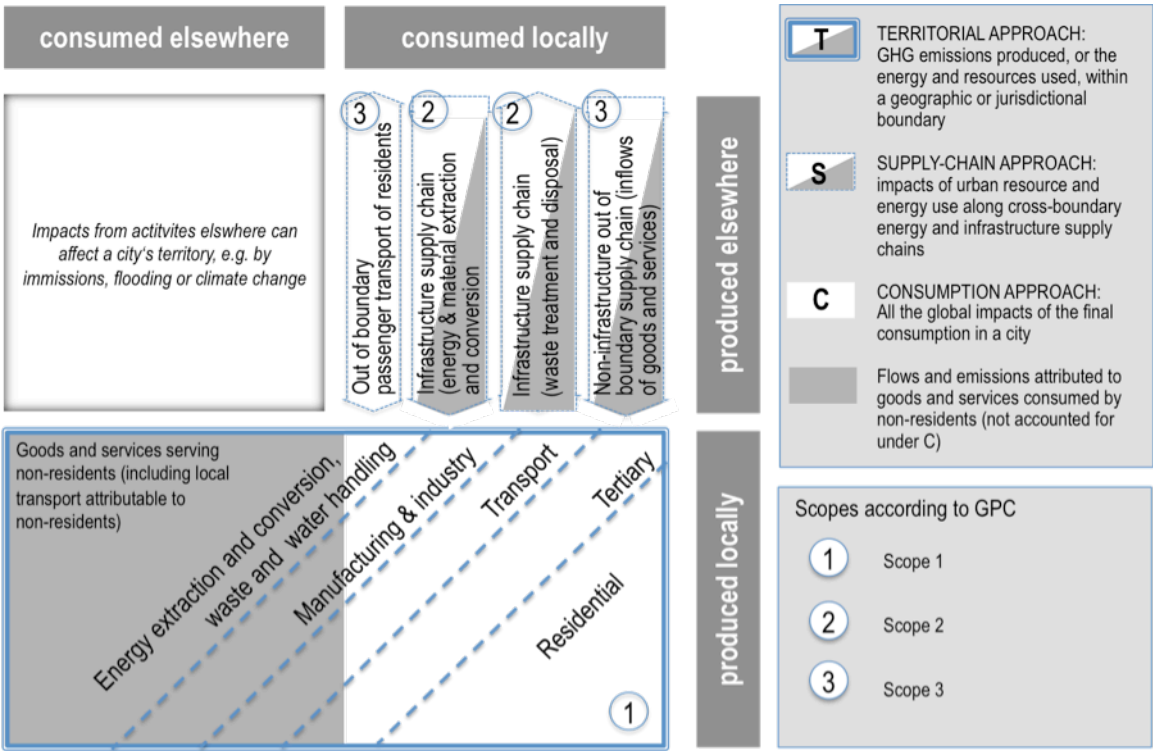 consumed elsewhere
consumed locally
Impacts from actitvites elswhere can
affect a city's territory, e.g. by
immissions, flooding or climate change
3
Out of boundary
passenger transport of residents
2
Infrastructure supply chain
(energy & material extraction
and conversion
2
Infrastructure supply chain
(waste treatment and disposal)
3
Non-infrastructure out of
boundary supply chain (inflows
of goods and services)
produced elsewhere
Goods and services serving
non-residents (including local
transport attributable to
non-residents)
Energy extraction and conversion,
waste and water handling
Manufacturing & industry
Transport
Tertiary
Residential
1
produced locally
T
TERRITORIAL APPROACH:
GHG emissions produced, or the
energy and resources used, within
a geographic or jurisdictional
boundary
S
SUPPLY-CHAIN APPROACH:
impacts of urban resource and
energy use along cross-boundary
energy and infrastructure supply
chains
C
CONSUMPTION APPROACH:
All the global impacts of the final
consumption in a city
Flows and emissions attributed to
goods and services consumed by
non-residents (not accounted for
under C)
Scopes according to GPC
1 Scope 1
2 Scope 2
3 Scope 3